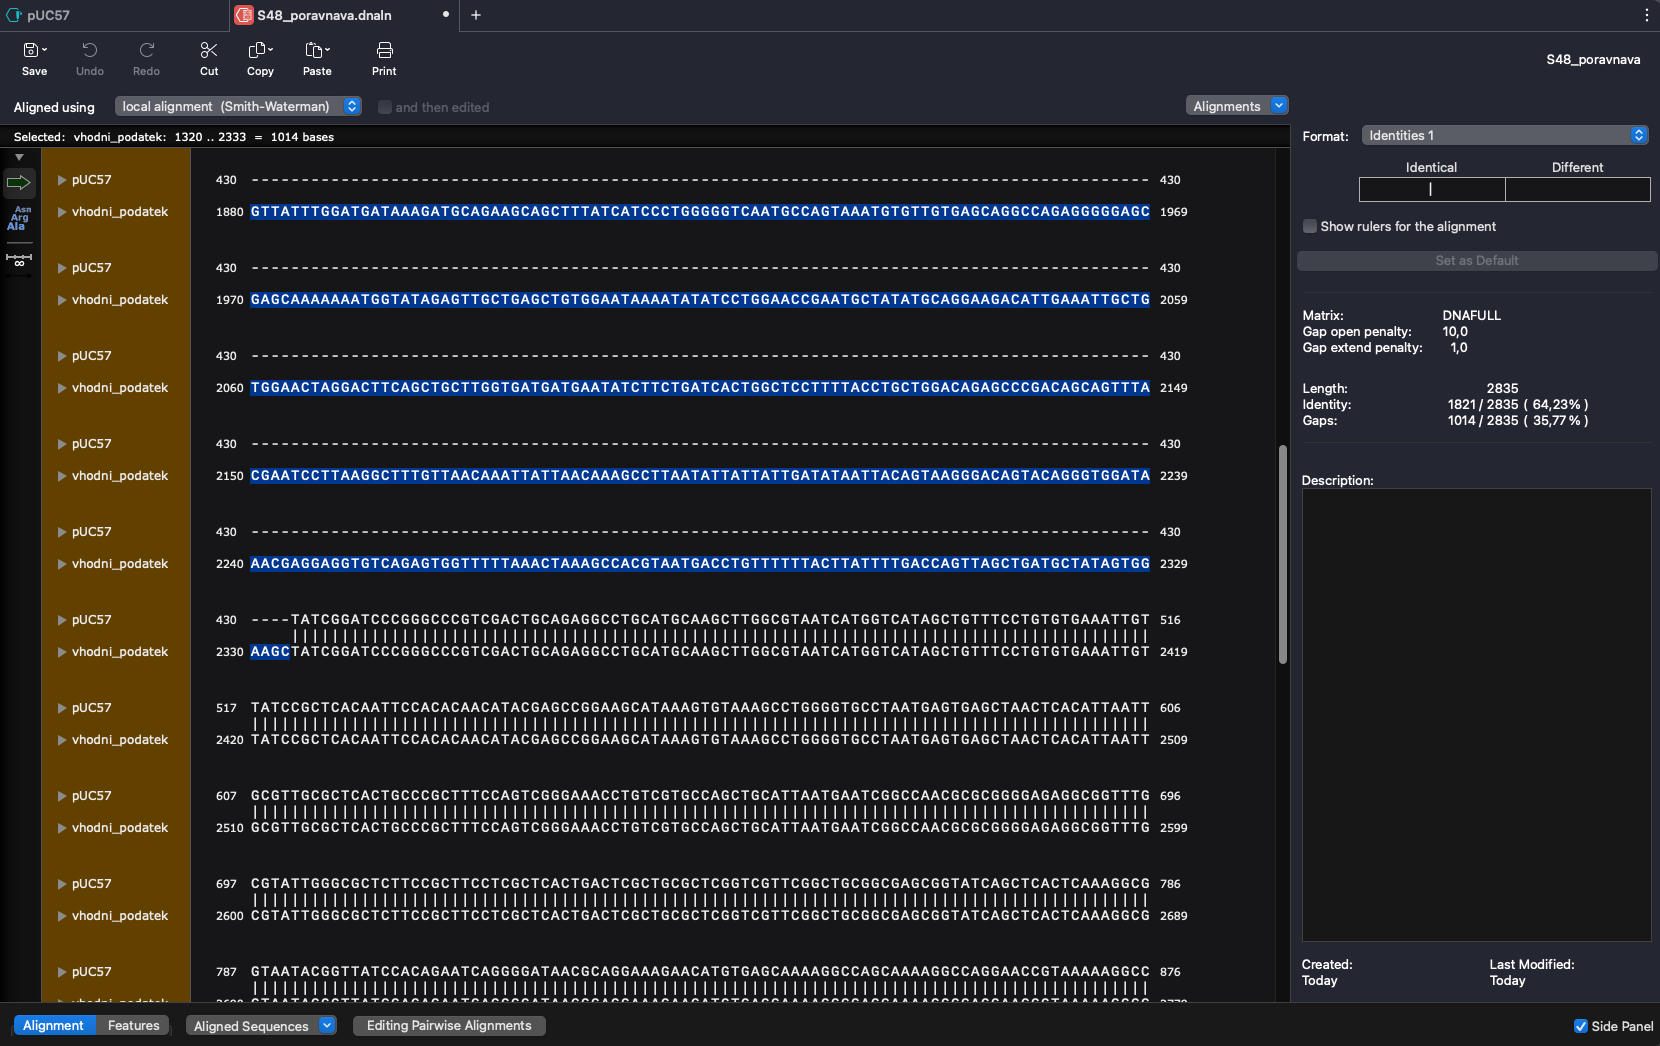 pUC57
S48_poravnava.dnaln
Save
Undo
Redo
Cut
Copy
Paste
Print
S48_poravnava
Aligned using
local alignment (Smith-Waterman)
and then edited
Alignments
Selected: vhodni_podatek: 1320 .. 2333 = 1014 bases
Format:
Identities 1
Identical
Different
Show rulers for the alignment
Set as Default
Matrix: DNAFULL
Gap open penalty: 10,0
Gap extend penalty: 1,0
Length: 2835
Identity: 1821 / 2835 ( 64,23% )
Gaps: 1014 / 2835 ( 35,77 % )
Description:
Created:
Today
Last Modified:
Today
Asn
Arg
Ala
pUC57 430 ------------------------------------------------------------------------------------------ 430
vhodni_podatek 1880 GTTATTTGGATGATAAAGATGCAGAAGCAGCTTTATCATCCCTGGGGGTCAATGCCAGTAAATGTGTTGTGAGCAGGCCAGAGGGGGAGC 1969
pUC57 430 ------------------------------------------------------------------------------------------ 430
vhodni_podatek 1970 GAGCAAAAAAATGGTATAGAGTTGCTGAGCTGTGGAATAAAATATATCCTGGAACCGAATGCTATATGCAGGAAGACATTGAAATTGCTG 2059
pUC57 430 ------------------------------------------------------------------------------------------ 430
vhodni_podatek 2060 TGGAACTAGGACTTCAGCTGCTTGGTGATGATGAATATCTTCTGATCACTGGCTCCTTTTACCTGCTGGACAGAGCCCGACAGCAGTTTA 2149
pUC57 430 ------------------------------------------------------------------------------------------ 430
vhodni_podatek 2150 CGAATCCTTAAGGCTTTGTTAACAAATTATTAACAAAGCCTTAATATTATTATTGATATAATTACAGTAAGGGACAGTACAGGGTGGATA 2239
pUC57 430 ------------------------------------------------------------------------------------------ 430
vhodni_podatek 2240 AACGAGGAGGTGTCAGAGTGGTTTTTAAACTAAAGCCACGTAATGACCTGTTTTTTACTTATTTTGACCAGTTAGCTGATGCTATAGTGG 2329
pUC57 430 ----TATCGGATCCCGGGCCCGTCGACTGCAGAGGCCTGCATGCAAGCTTGGCGTAATCATGGTCATAGCTGTTTCCTGTGTGAAATTGT 516
vhodni_podatek 2330 AAGCTATCGGATCCCGGGCCCGTCGACTGCAGAGGCCTGCATGCAAGCTTGGCGTAATCATGGTCATAGCTGTTTCCTGTGTGAAATTGT 2419
pUC57 517 TATCCGCTCACAATTCCACACAACATACGAGCCGGAAGCATAAAGTGTAAAGCCTGGGGTGCCTAATGAGTGAGCTAACTCACATTAATT 606
vhodni_podatek 2420 TATCCGCTCACAATTCCACACAACATACGAGCCGGAAGCATAAAGTGTAAAGCCTGGGGTGCCTAATGAGTGAGCTAACTCACATTAATT 2509
pUC57 607 GCGTTGCGCTCACTGCCCGCTTTCCAGTCGGGAAACCTGTCGTGCCAGCTGCATTAATGAATCGGCCAACGCGCGGGGAGAGGCGGTTTG 696
vhodni_podatek 2510 GCGTTGCGCTCACTGCCCGCTTTCCAGTCGGGAAACCTGTCGTGCCAGCTGCATTAATGAATCGGCCAACGCGCGGGGAGAGGCGGTTTG 2599
pUC57 697 CGTATTGGGCGCTCTTCCGCTTCCTCGCTCACTGACTCGCTGCGCTCGGTCGTTCGGCTGCGGCGAGCGGTATCAGCTCACTCAAAGGCG 786
vhodni_podatek 2600 CGTATTGGGCGCTCTTCCGCTTCCTCGCTCACTGACTCGCTGCGCTCGGTCGTTCGGCTGCGGCGAGCGGTATCAGCTCACTCAAAGGCG 2689
pUC57 787 GTAATACGGTTATCCACAGAATCAGGGGATAACGCAGGAAAGAACATGTGAGCAAAAGGCCAGCAAAAGGCCAGGAACCGTAAAAAGGCC 876
Alignment
Features
Aligned Sequences
Editing Pairwise Alignments
Side Panel